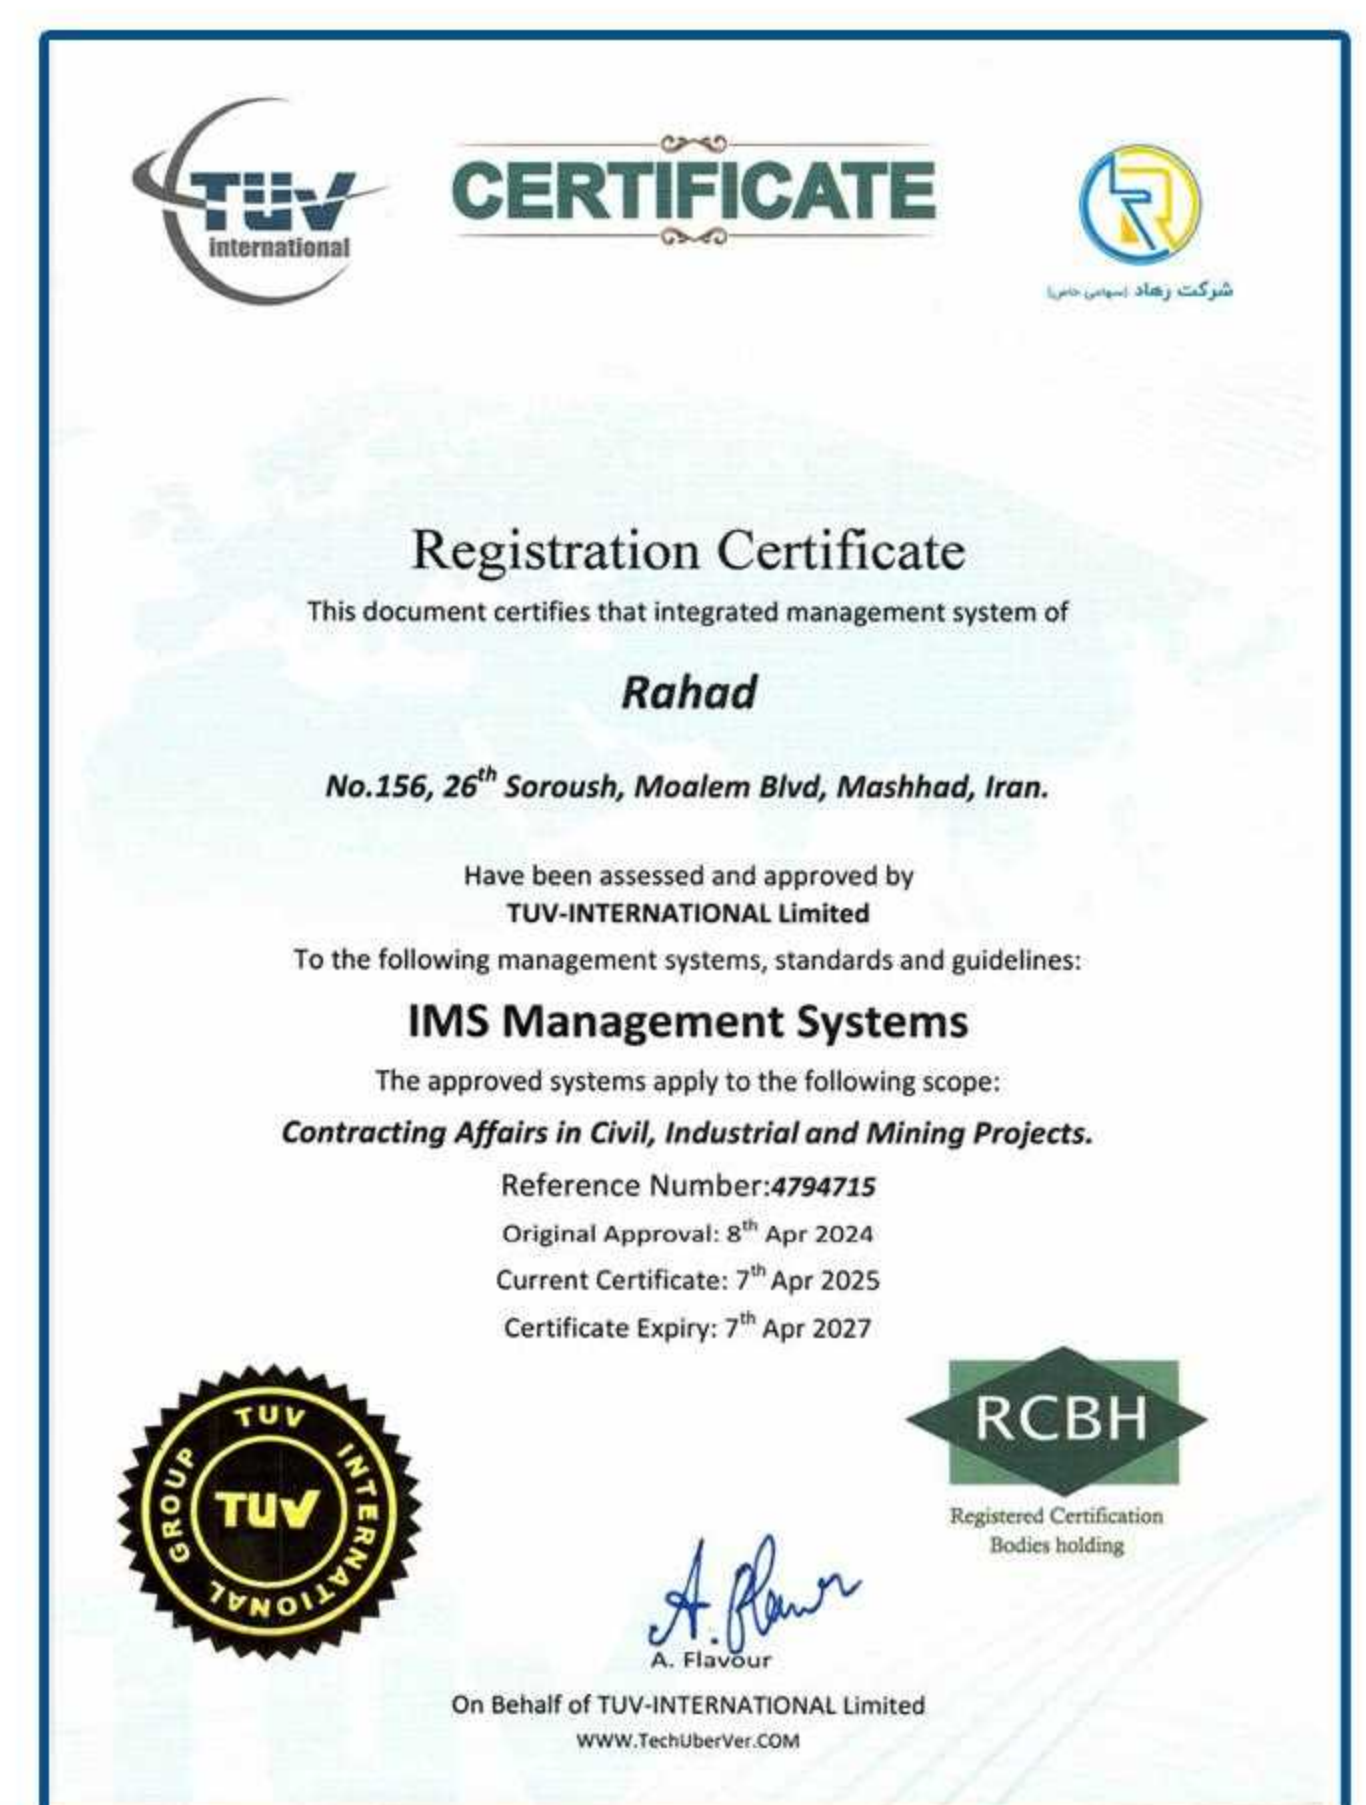 TÜV
international
CERTIFICATE
شرکت رهاد (سهامی خاص)
Registration Certificate
This document certifies that integrated management system of
Rahad
No.156, 26th Soroush, Moalem Blvd, Mashhad, Iran.
Have been assessed and approved by
TUV-INTERNATIONAL Limited
To the following management systems, standards and guidelines:
IMS Management Systems
The approved systems apply to the following scope:
Contracting Affairs in Civil, Industrial and Mining Projects.
Reference Number:4794715
Original Approval: 8th Apr 2024
Current Certificate: 7th Apr 2025
Certificate Expiry: 7th Apr 2027
TUV INTERNATIONAL GROUP
TUV
RCBH
Registered Certification
Bodies holding
A. Flavour
A. Flavour
On Behalf of TUV-INTERNATIONAL Limited
WWW.TechUberVer.COM